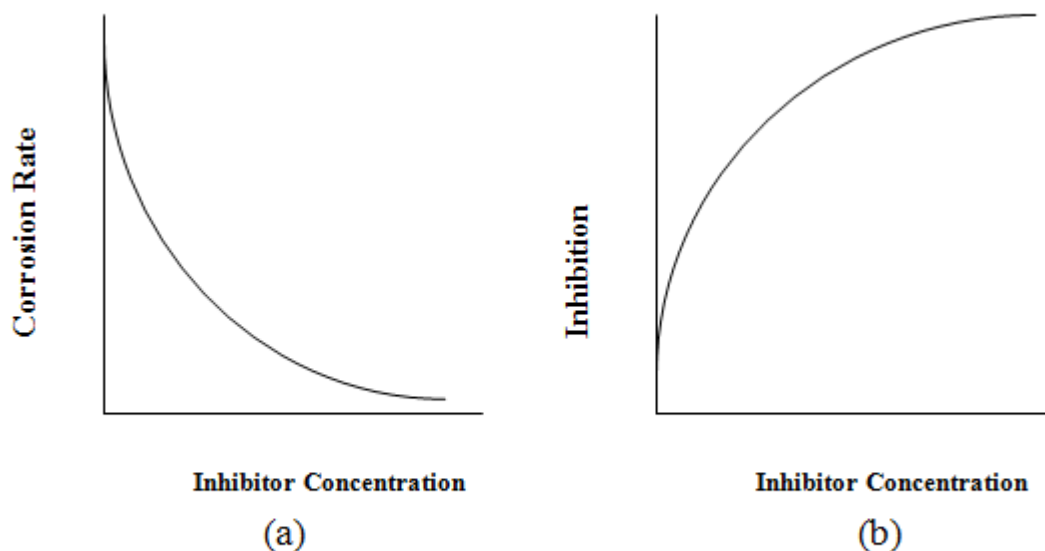 Corrosion Rate
Inhibitor Concentration
(a)
Inhibition
Inhibitor Concentration
(b)